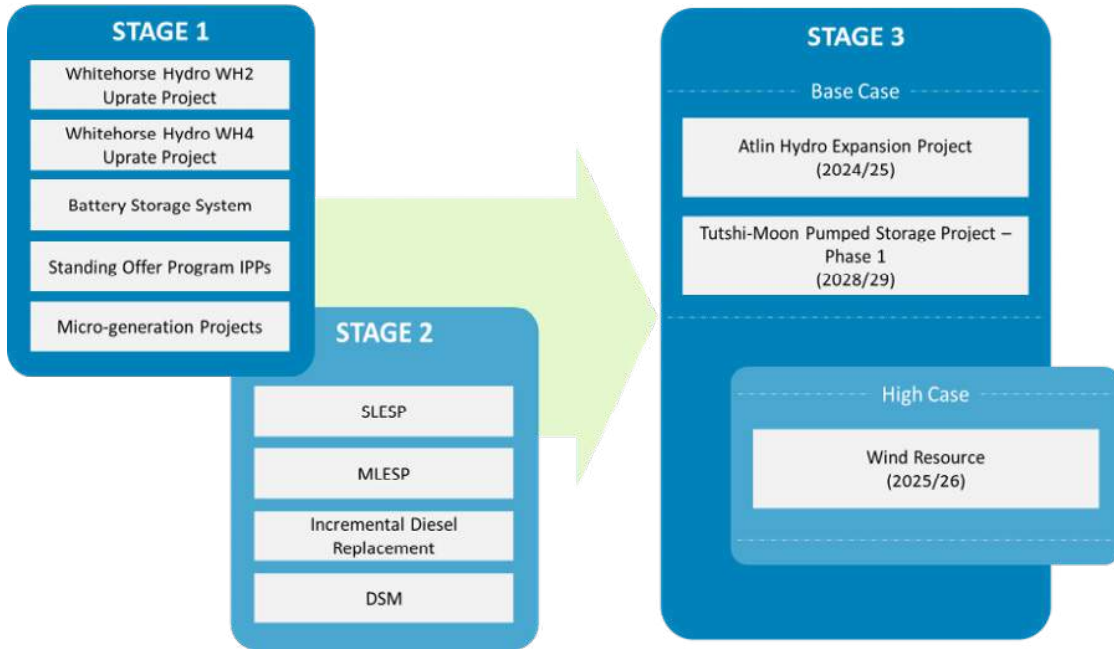 STAGE 1
Whitehorse Hydro WH2
Uprate Project
Whitehorse Hydro WH4
Uprate Project
Battery Storage System
Standing Offer Program IPPs
Micro-generation Projects
STAGE 2
SLESP
MLESP
Incremental Diesel
Replacement
DSM
STAGE 3
Base Case
Atlin Hydro Expansion Project
(2024/25)
Tutshi-Moon Pumped Storage Project –
Phase 1
(2028/29)
High Case
Wind Resource
(2025/26)